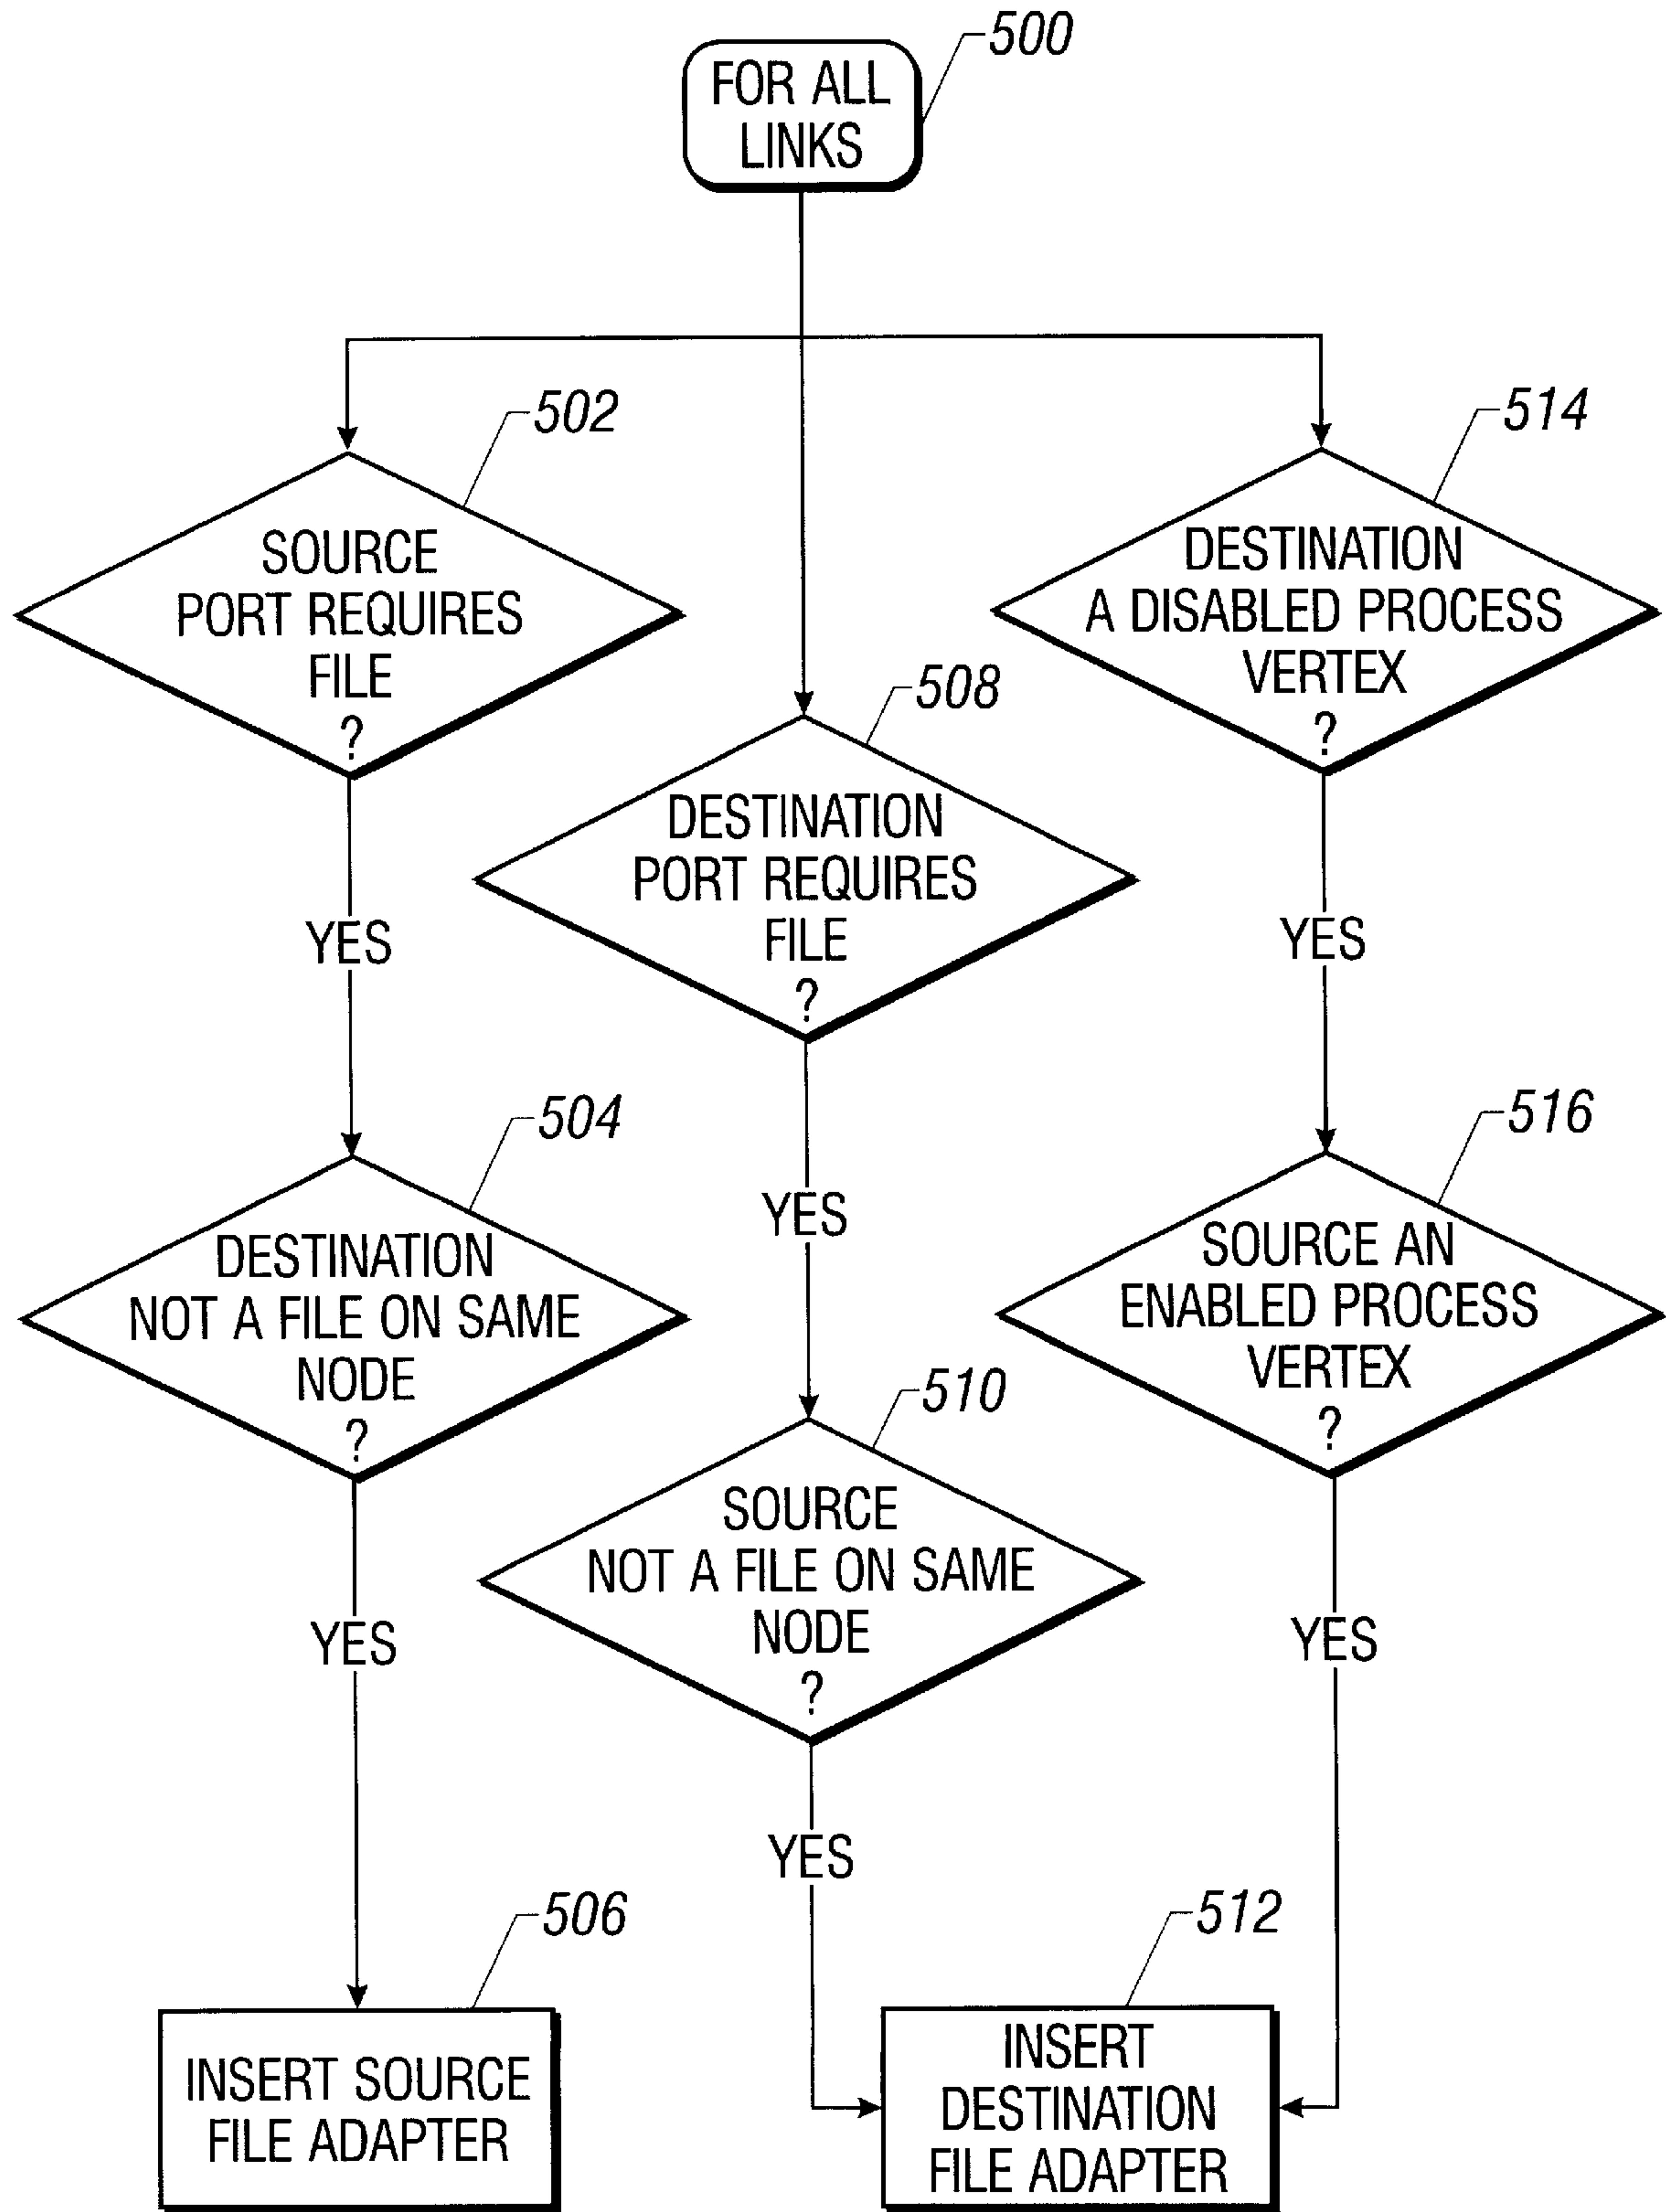 500
FOR ALL
LINKS
502
SOURCE
PORT REQUIRES
FILE
?
YES
504
DESTINATION
NOT A FILE ON SAME
NODE
?
YES
506
INSERT SOURCE
FILE ADAPTER
508
DESTINATION
PORT REQUIRES
FILE
?
YES
510
SOURCE
NOT A FILE ON SAME
NODE
?
YES
512
INSERT
DESTINATION
FILE ADAPTER
514
DESTINATION
A DISABLED PROCESS
VERTEX
?
YES
516
SOURCE AN
ENABLED PROCESS
VERTEX
?
YES